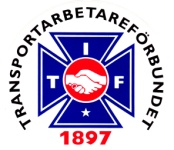 TRANSPORTARBETAREFÖRBUNDET
I
T F
1897